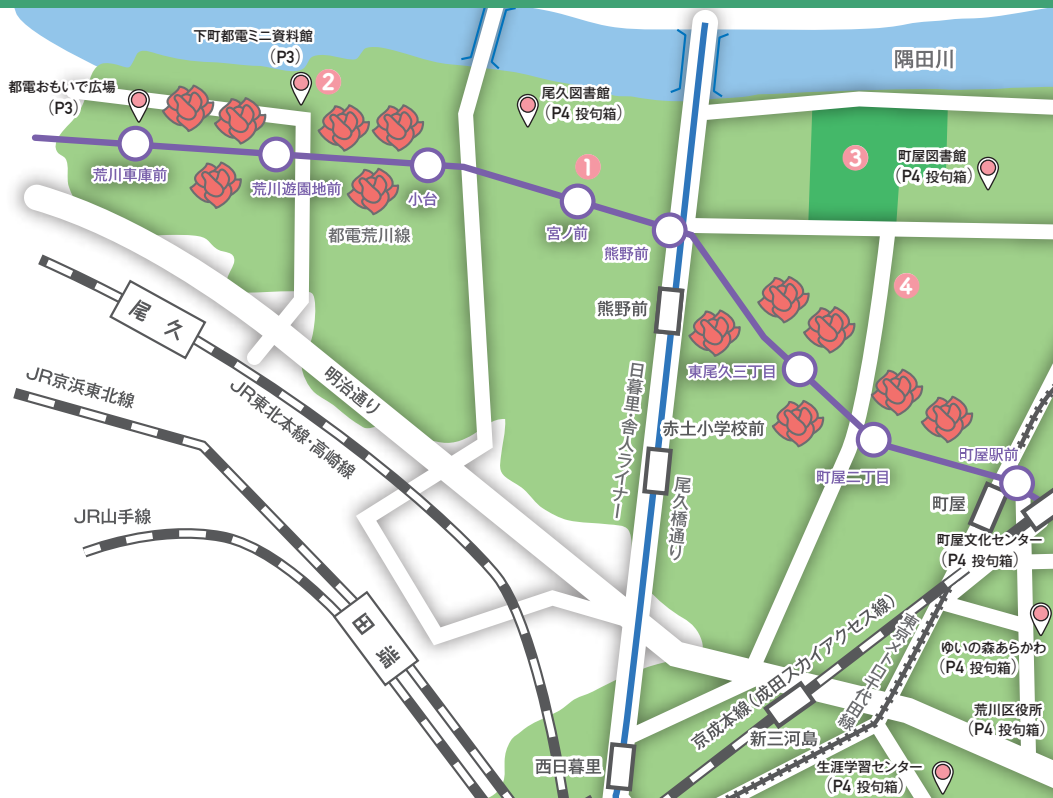 下町都電ミニ資料館
(P3)
隅田川
都電おもいで広場
(P3)
2
尾久図書館
(P4 投句箱)
3
町屋図書館
(P4 投句箱)
1
荒川車庫前
荒川遊園地前
小台
宮ノ前
都電荒川線
熊野前
4
熊野前
尾久
東尾久三丁目
JR京浜東北線
JR東北本線・高崎線
明治通り
日暮里・舎人ライナー
赤土小学校前
町屋駅前
町屋二丁目
尾久橋通り
町屋
JR山手線
町屋文化センター
(P4 投句箱)
田端
京成本線(成田スカイアクセス線)
東京メトロ千代田線
ゆいの森あらかわ
(P4 投句箱)
荒川区役所
(P4 投句箱)
新三河島
西日暮里
生涯学習センター
(P4 投句箱)